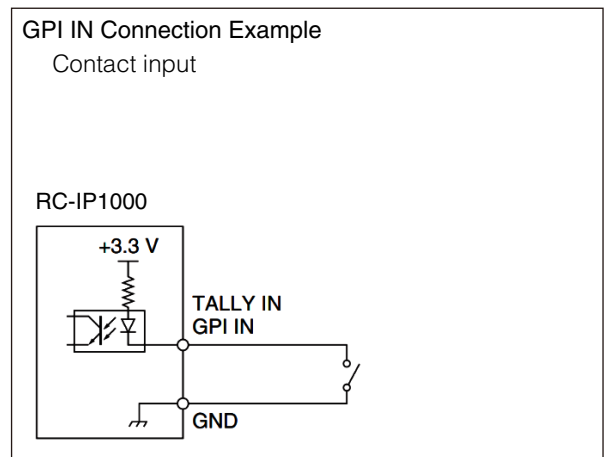 GPI IN Connection Example
Contact input
RC-IP1000
+3.3 V
TALLY IN
GPI IN
GND